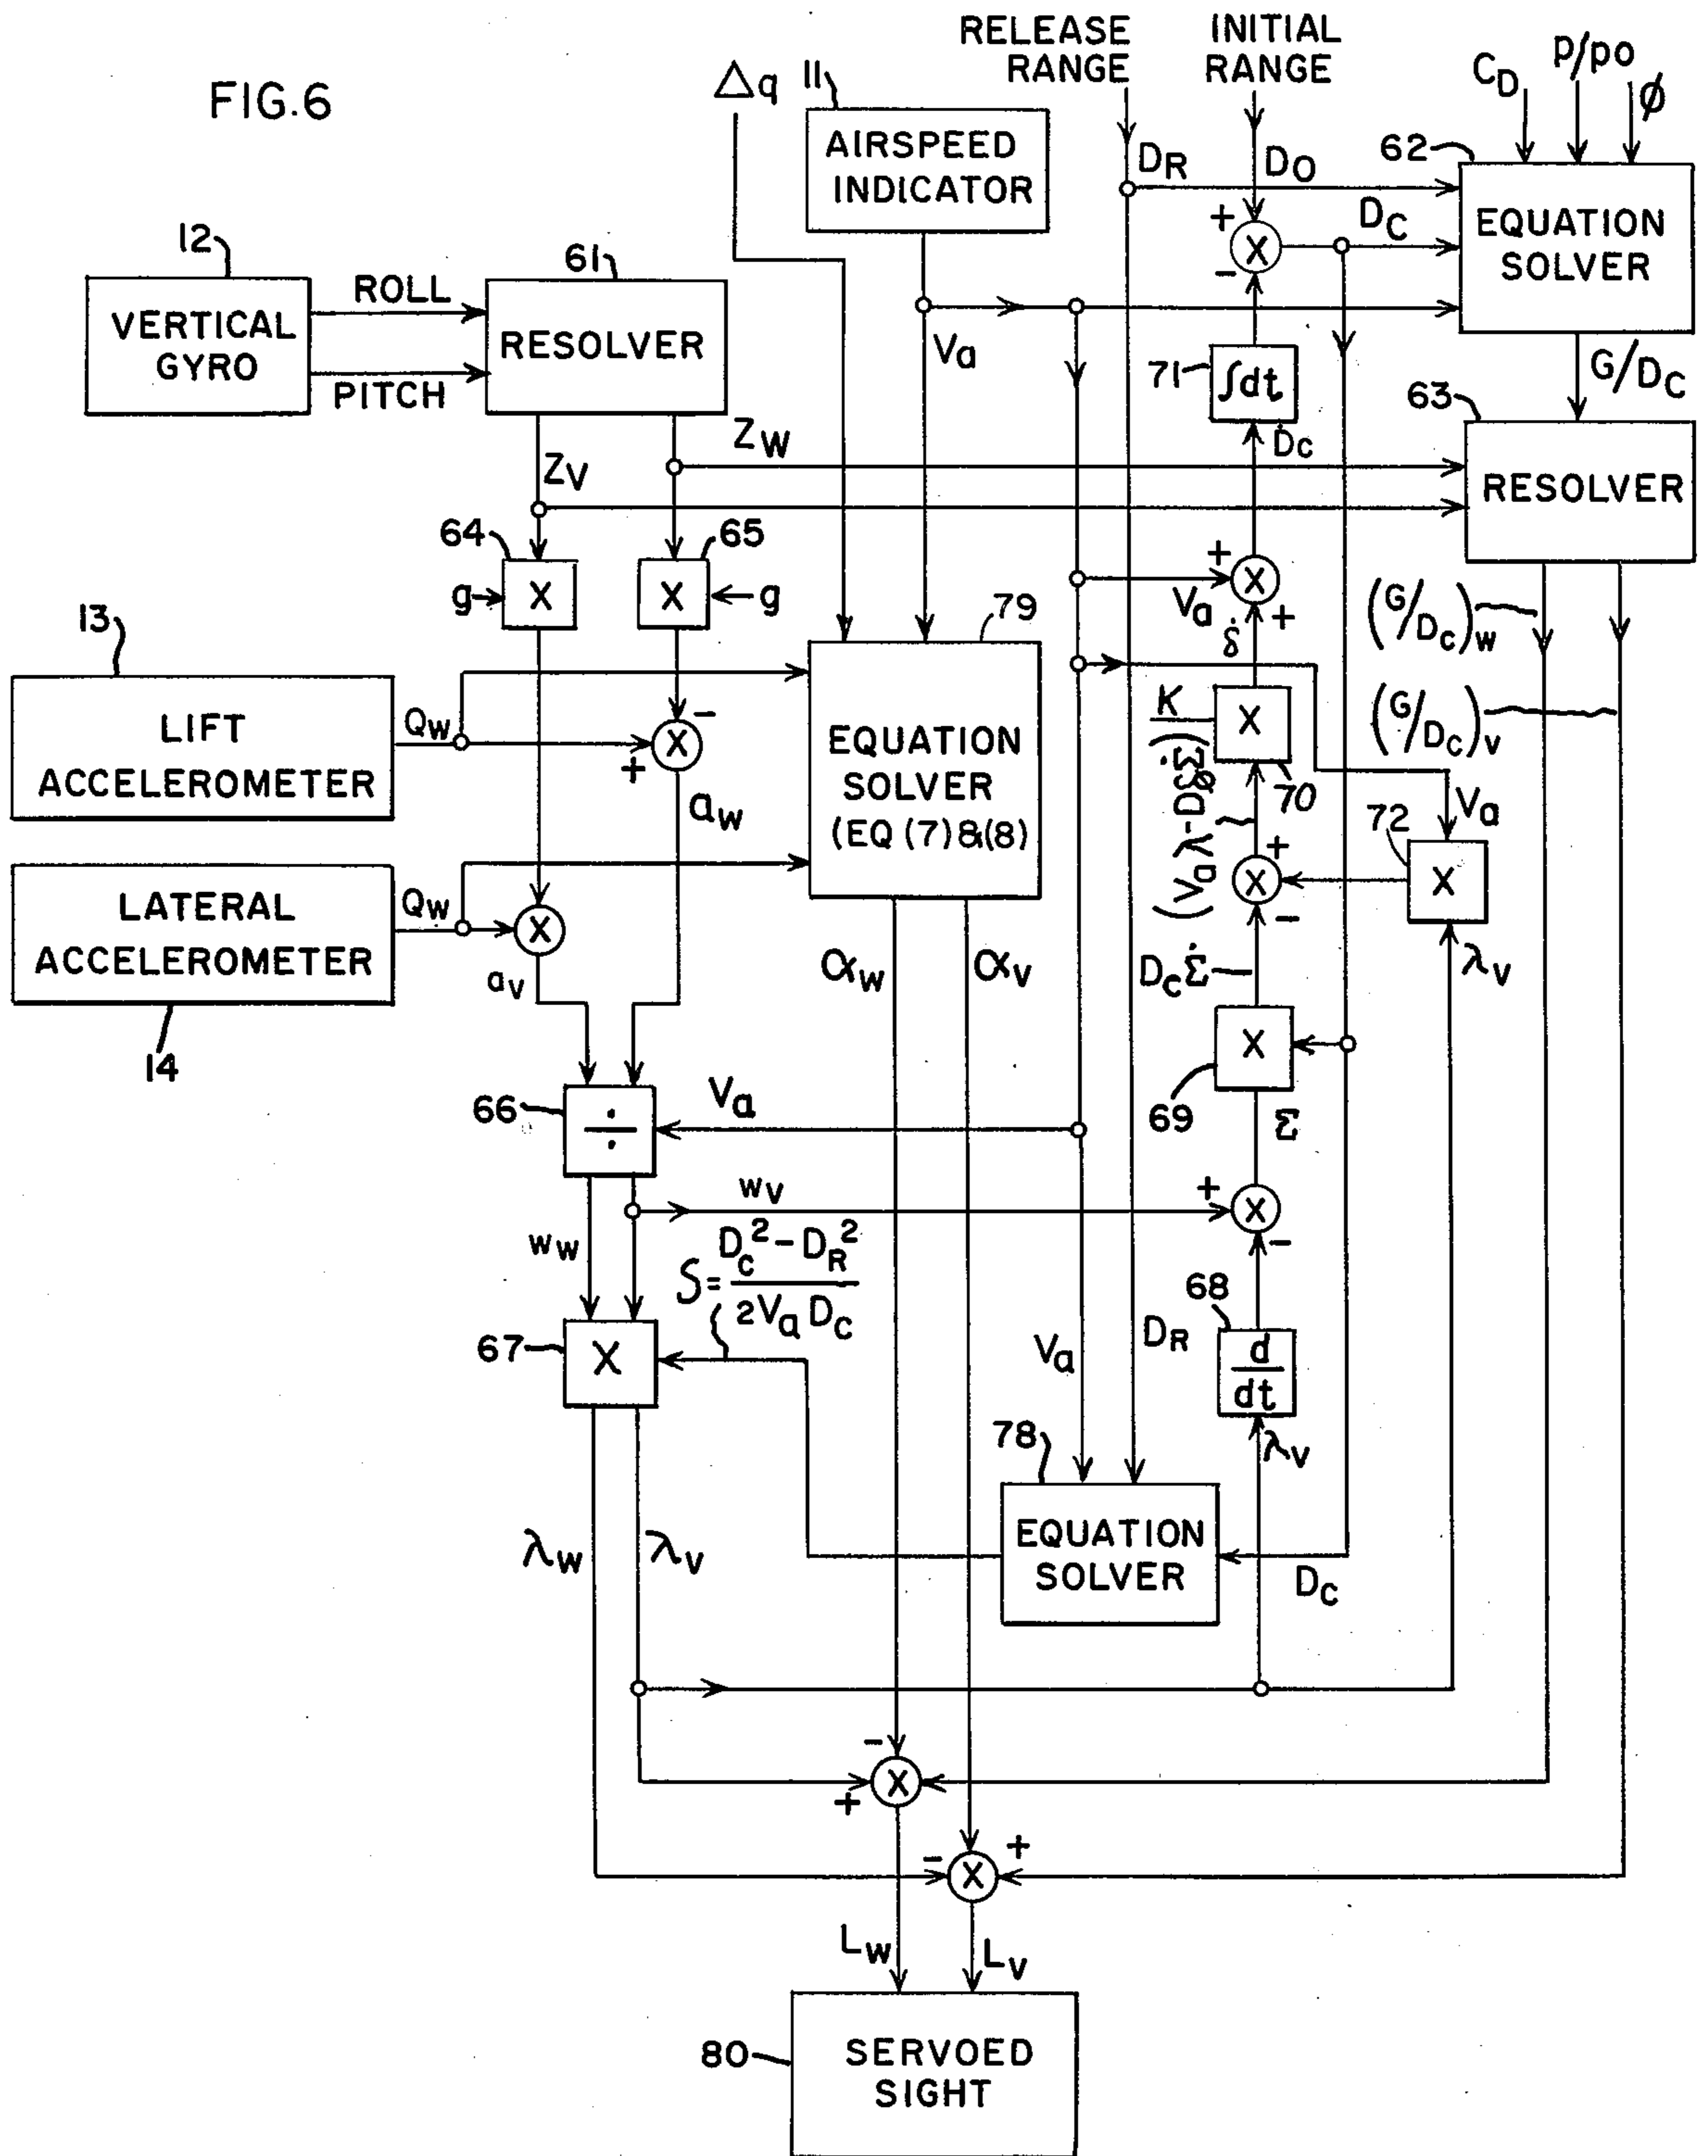 FIG.6
Δq
11
AIRSPEED
INDICATOR
RELEASE
RANGE
INITIAL
RANGE
DR
DO
CD
p/po
ø
62
EQUATION
SOLVER
+
-
X
DC
G/DC
12
VERTICAL
GYRO
ROLL
PITCH
61
RESOLVER
ZV
ZW
Va
71
∫dt
Ḋc
63
RESOLVER
64
X
g
65
X
g
+
X
+
Va
δ̇
(G/Dc)w
(G/Dc)v
13
LIFT
ACCELEROMETER
Qw
-
X
+
aw
79
EQUATION
SOLVER
(EQ (7)&(8)
K
X
70
Va
72
X
λv
+
X
-
14
LATERAL
ACCELEROMETER
Qw
X
av
αw
αv
DcΣ̇
X
69
Σ
66
÷
Va
wv
ww
+
X
-
S= Dc²-DR² / 2VaDc
67
X
68
d
dt
λv
Va
DR
78
EQUATION
SOLVER
Dc
λw
λv
-
X
+
-
X
+
Lw
Lv
80
SERVOED
SIGHT